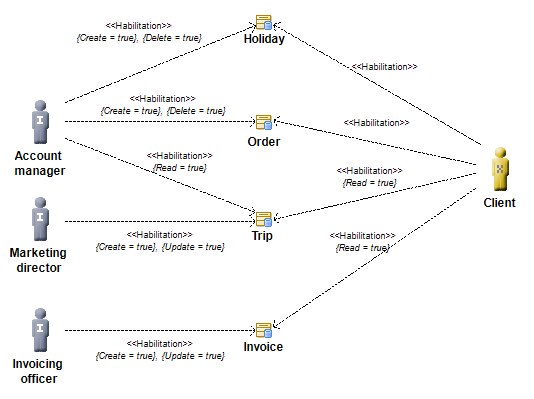 <<Habilitation>>
{Create = true}, {Delete = true}
Holiday
<<Habilitation>>
<<Habilitation>>
{Create = true}, {Delete = true}
<<Habilitation>>
Order
Account
manager
<<Habilitation>>
{Read = true}
<<Habilitation>>
{Read = true}
Client
<<Habilitation>>
{Create = true}, {Update = true}
Trip
<<Habilitation>>
{Read = true}
Marketing
director
<<Habilitation>>
{Create = true}, {Update = true}
Invoice
Invoicing
officer